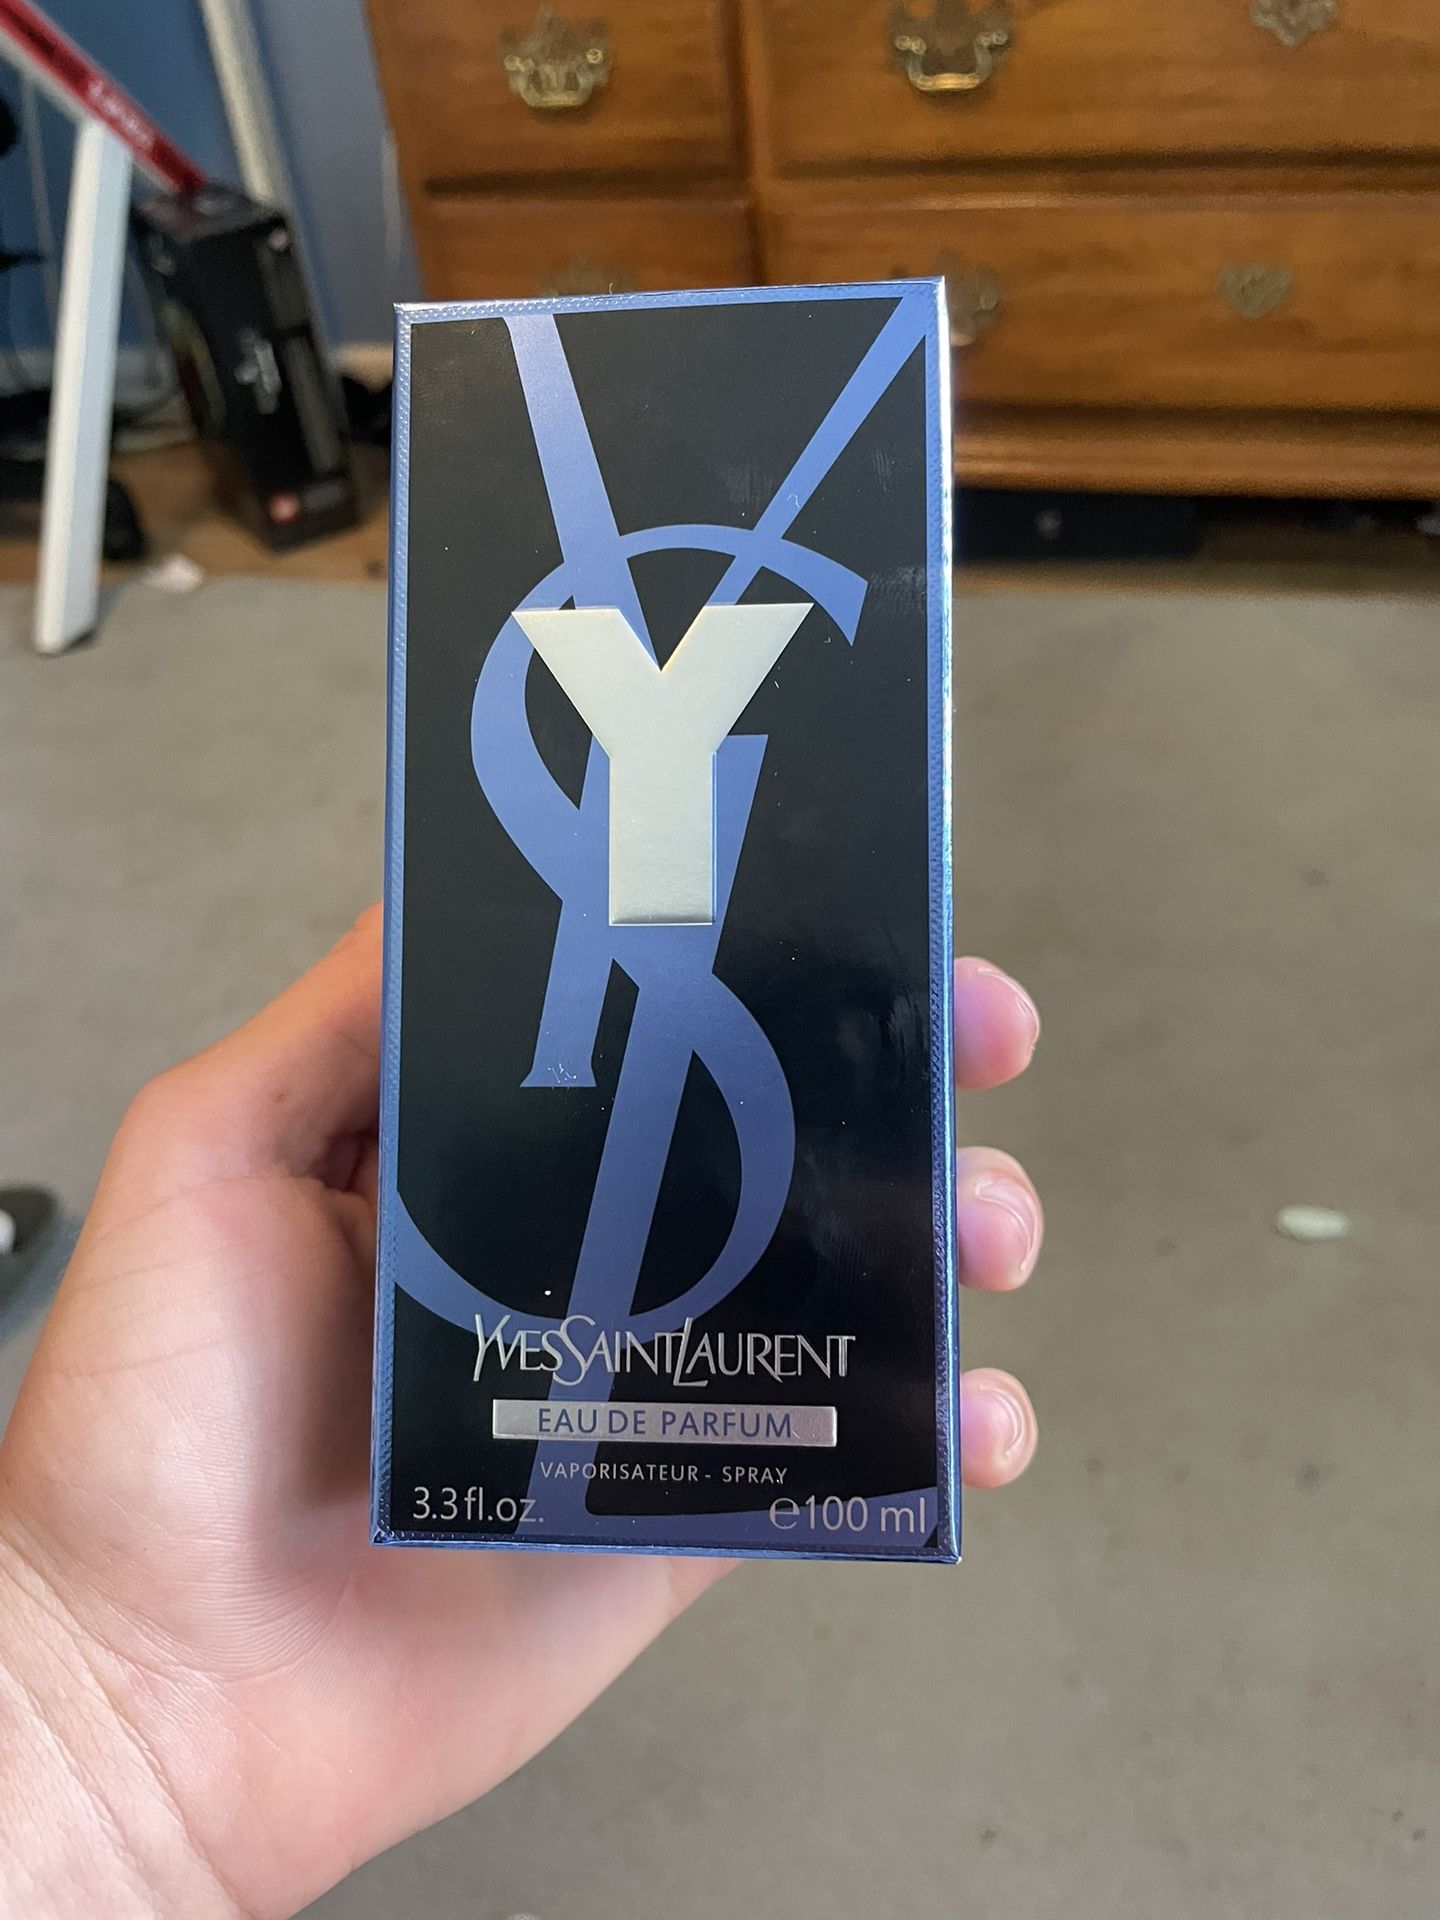 Y
YVESSAINTLAURENT
EAU DE PARFUM
VAPORISATEUR - SPRAY
3.3 fl.oz. ℮100 ml